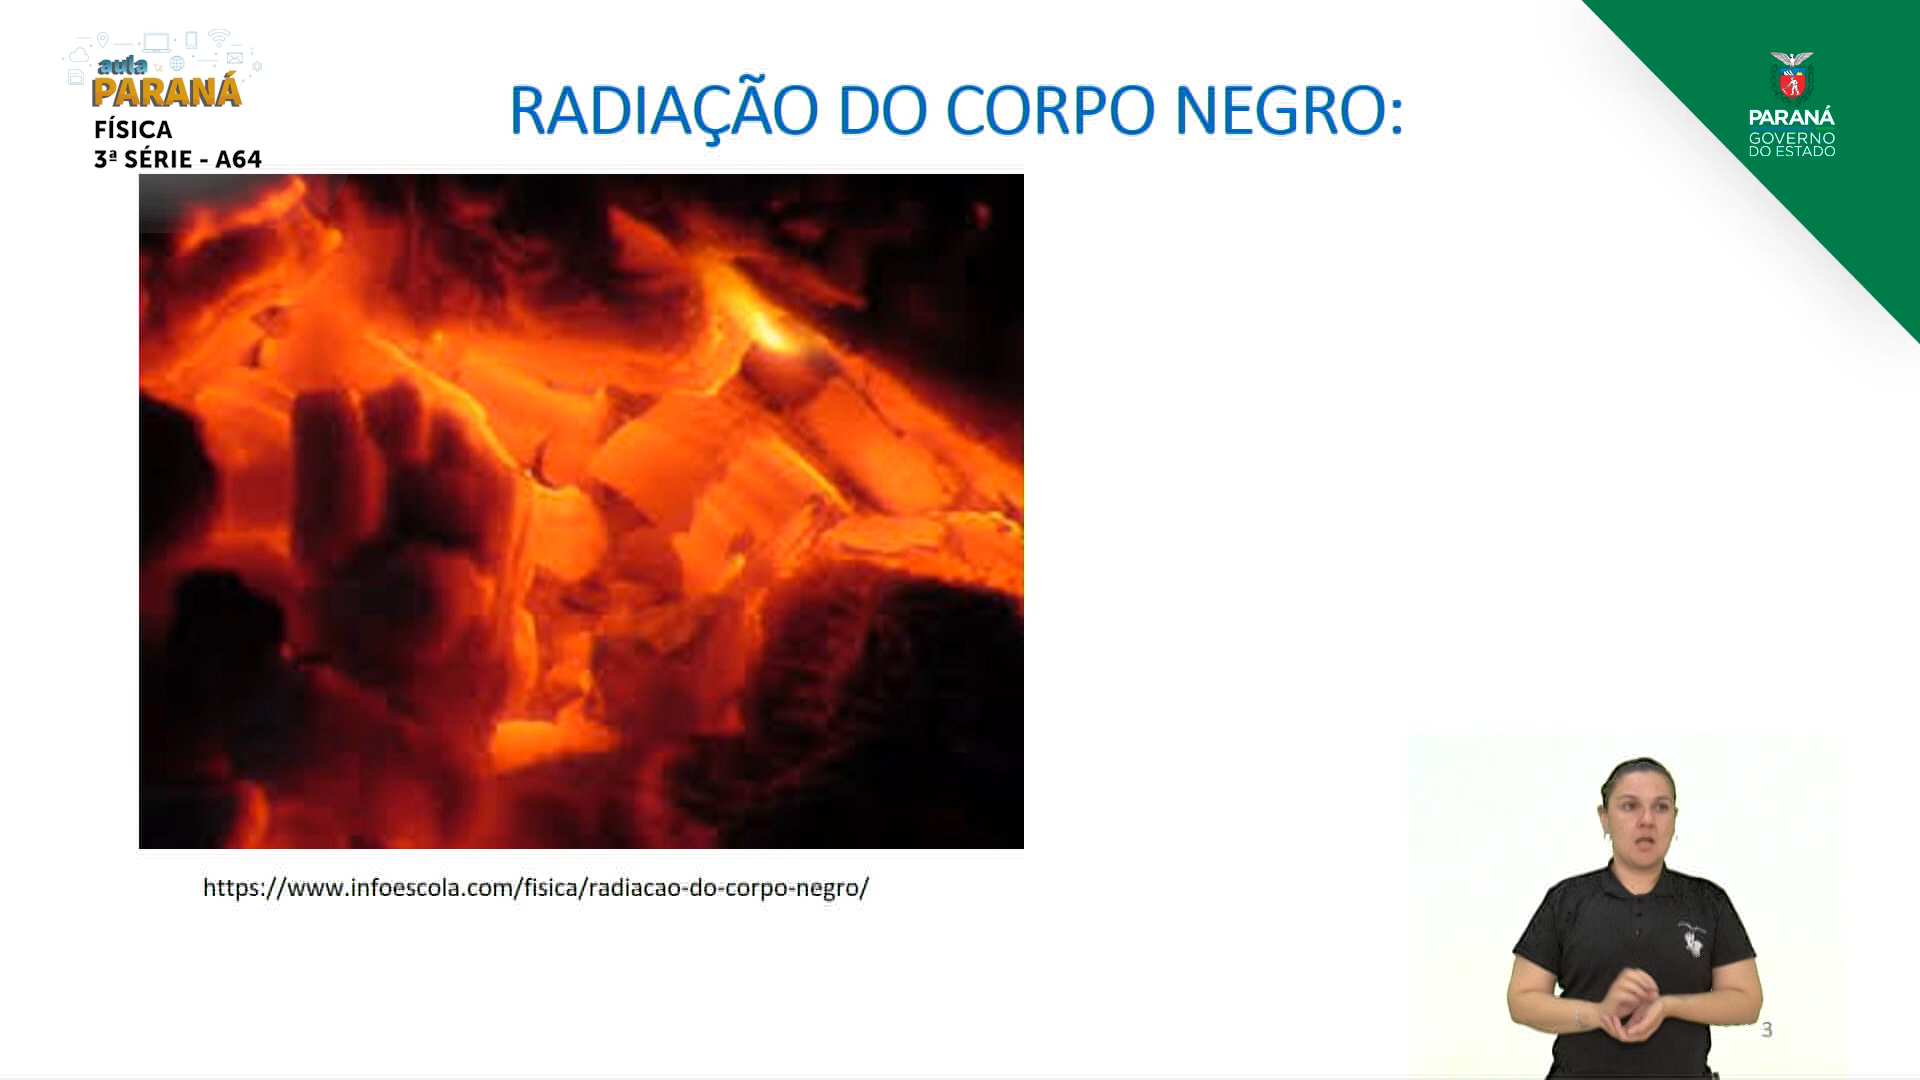 aula
PARANÁ
FÍSICA
3ª SÉRIE - A64
RADIAÇÃO DO CORPO NEGRO:
PARANÁ
GOVERNO
DO ESTADO
https://www.infoescola.com/fisica/radiacao-do-corpo-negro/
3